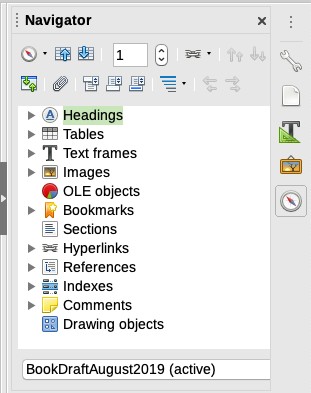 Navigator
1
Headings
Tables
Text frames
Images
OLE objects
Bookmarks
Sections
Hyperlinks
References
Indexes
Comments
Drawing objects
BookDraftAugust2019 (active)